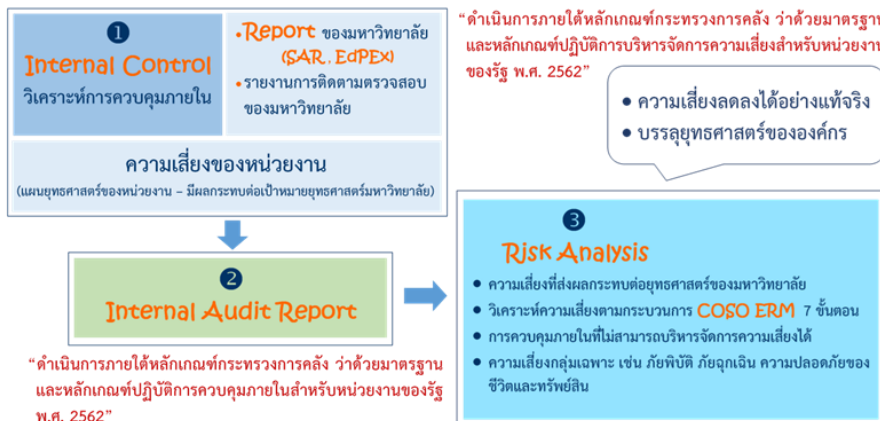 ❶
Internal Control
วิเคราะห์การควบคุมภายใน
•Report ของมหาวิทยาลัย
(SAR, EdPEx)
•รายงานการติดตามตรวจสอบ
ของมหาวิทยาลัย
ความเสี่ยงของหน่วยงาน
(แผนยุทธศาสตร์ของหน่วยงาน – มีผลกระทบต่อเป้าหมายยุทธศาสตร์มหาวิทยาลัย)
❷
Internal Audit Report
“ดำเนินการภายใต้หลักเกณฑ์กระทรวงการคลัง ว่าด้วยมาตรฐาน
และหลักเกณฑ์ปฏิบัติการควบคุมภายในสำหรับหน่วยงานของรัฐ
พ.ศ. 2562”
“ดำเนินการภายใต้หลักเกณฑ์กระทรวงการคลัง ว่าด้วยมาตรฐาน
และหลักเกณฑ์ปฏิบัติการบริหารจัดการความเสี่ยงสำหรับหน่วยงาน
ของรัฐ พ.ศ. 2562”
• ความเสี่ยงลดลงได้อย่างแท้จริง
• บรรลุยุทธศาสตร์ขององค์กร
❸
Risk Analysis
• ความเสี่ยงที่ส่งผลกระทบต่อยุทธศาสตร์ของมหาวิทยาลัย
• วิเคราะห์ความเสี่ยงตามกระบวนการ COSO ERM 7 ขั้นตอน
• การควบคุมภายในที่ไม่สามารถบริหารจัดการความเสี่ยงได้
• ความเสี่ยงกลุ่มเฉพาะ เช่น ภัยพิบัติ ภัยฉุกเฉิน ความปลอดภัยของ
ชีวิตและทรัพย์สิน